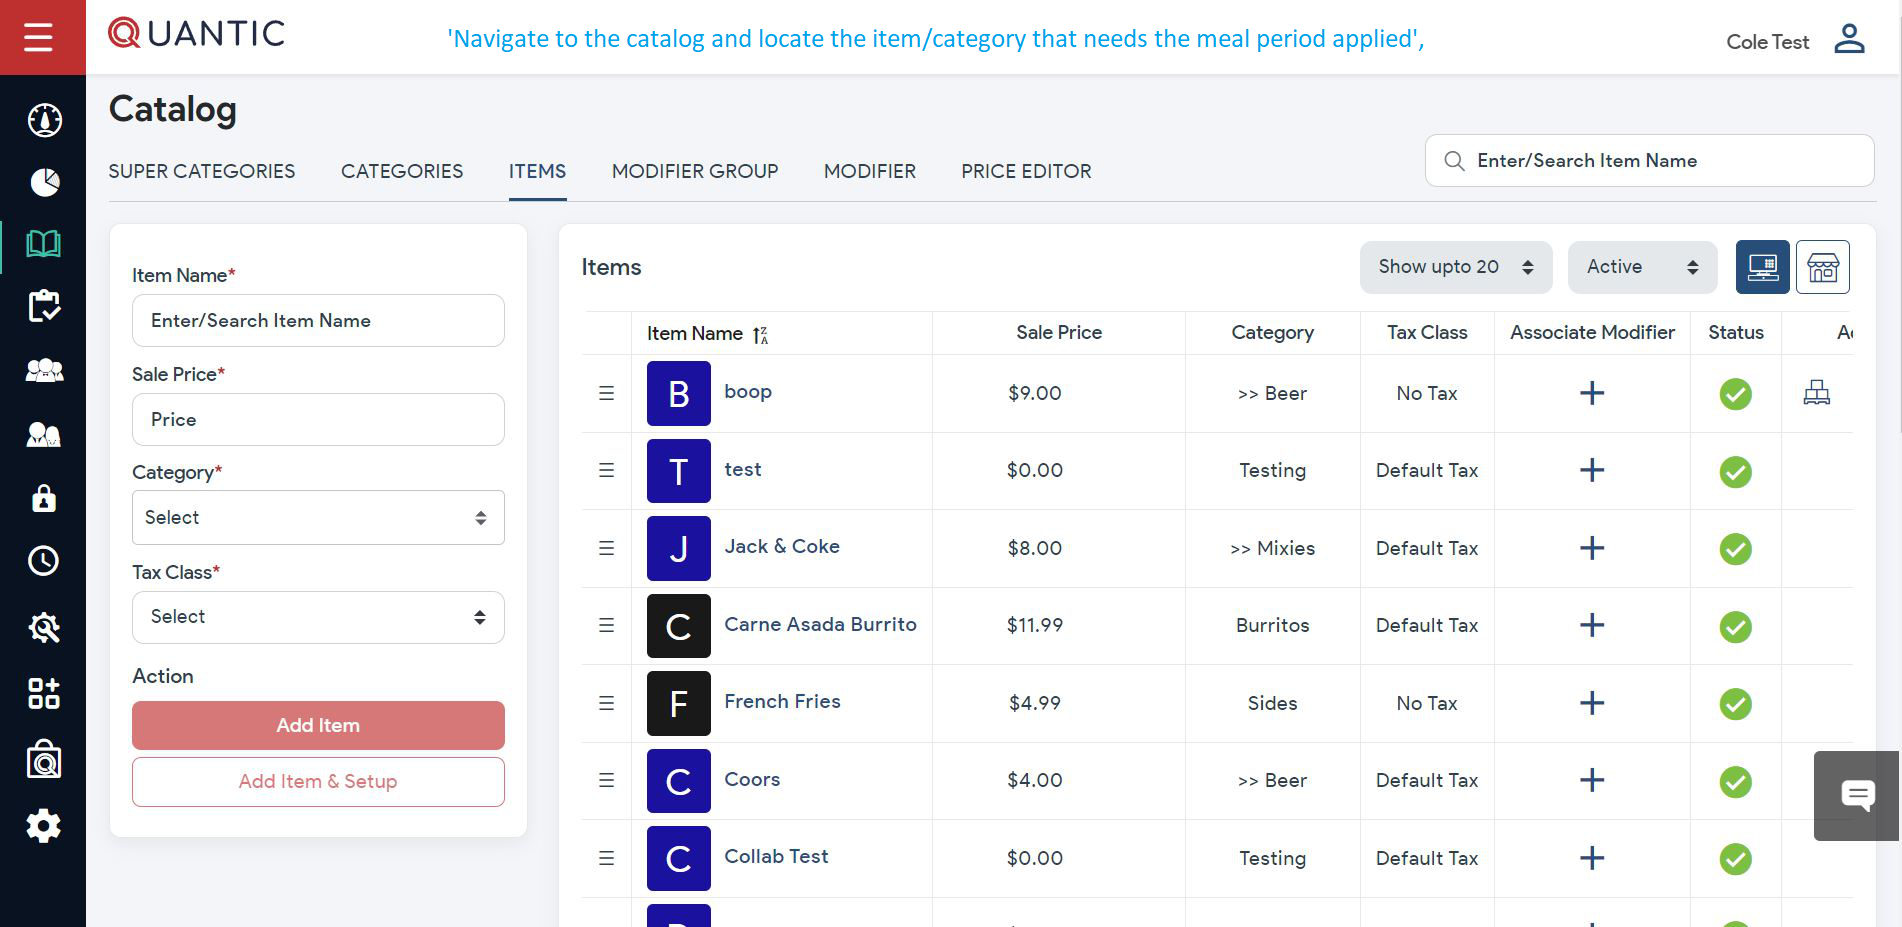 QUANTIC
'Navigate to the catalog and locate the item/category that needs the meal period applied',
Cole Test
Catalog
SUPER CATEGORIES CATEGORIES ITEMS MODIFIER GROUP MODIFIER PRICE EDITOR
Enter/Search Item Name
Item Name*
Enter/Search Item Name
Sale Price*
Price
Category*
Select
Tax Class*
Select
Action
Add Item
Add Item & Setup
Items
Show upto 20
Active
Item Name Sale Price Category Tax Class Associate Modifier Status
B boop $9.00 >> Beer No Tax
T test $0.00 Testing Default Tax
J Jack & Coke $8.00 >> Mixies Default Tax
C Carne Asada Burrito $11.99 Burritos Default Tax
F French Fries $4.99 Sides No Tax
C Coors $4.00 >> Beer Default Tax
C Collab Test $0.00 Testing Default Tax